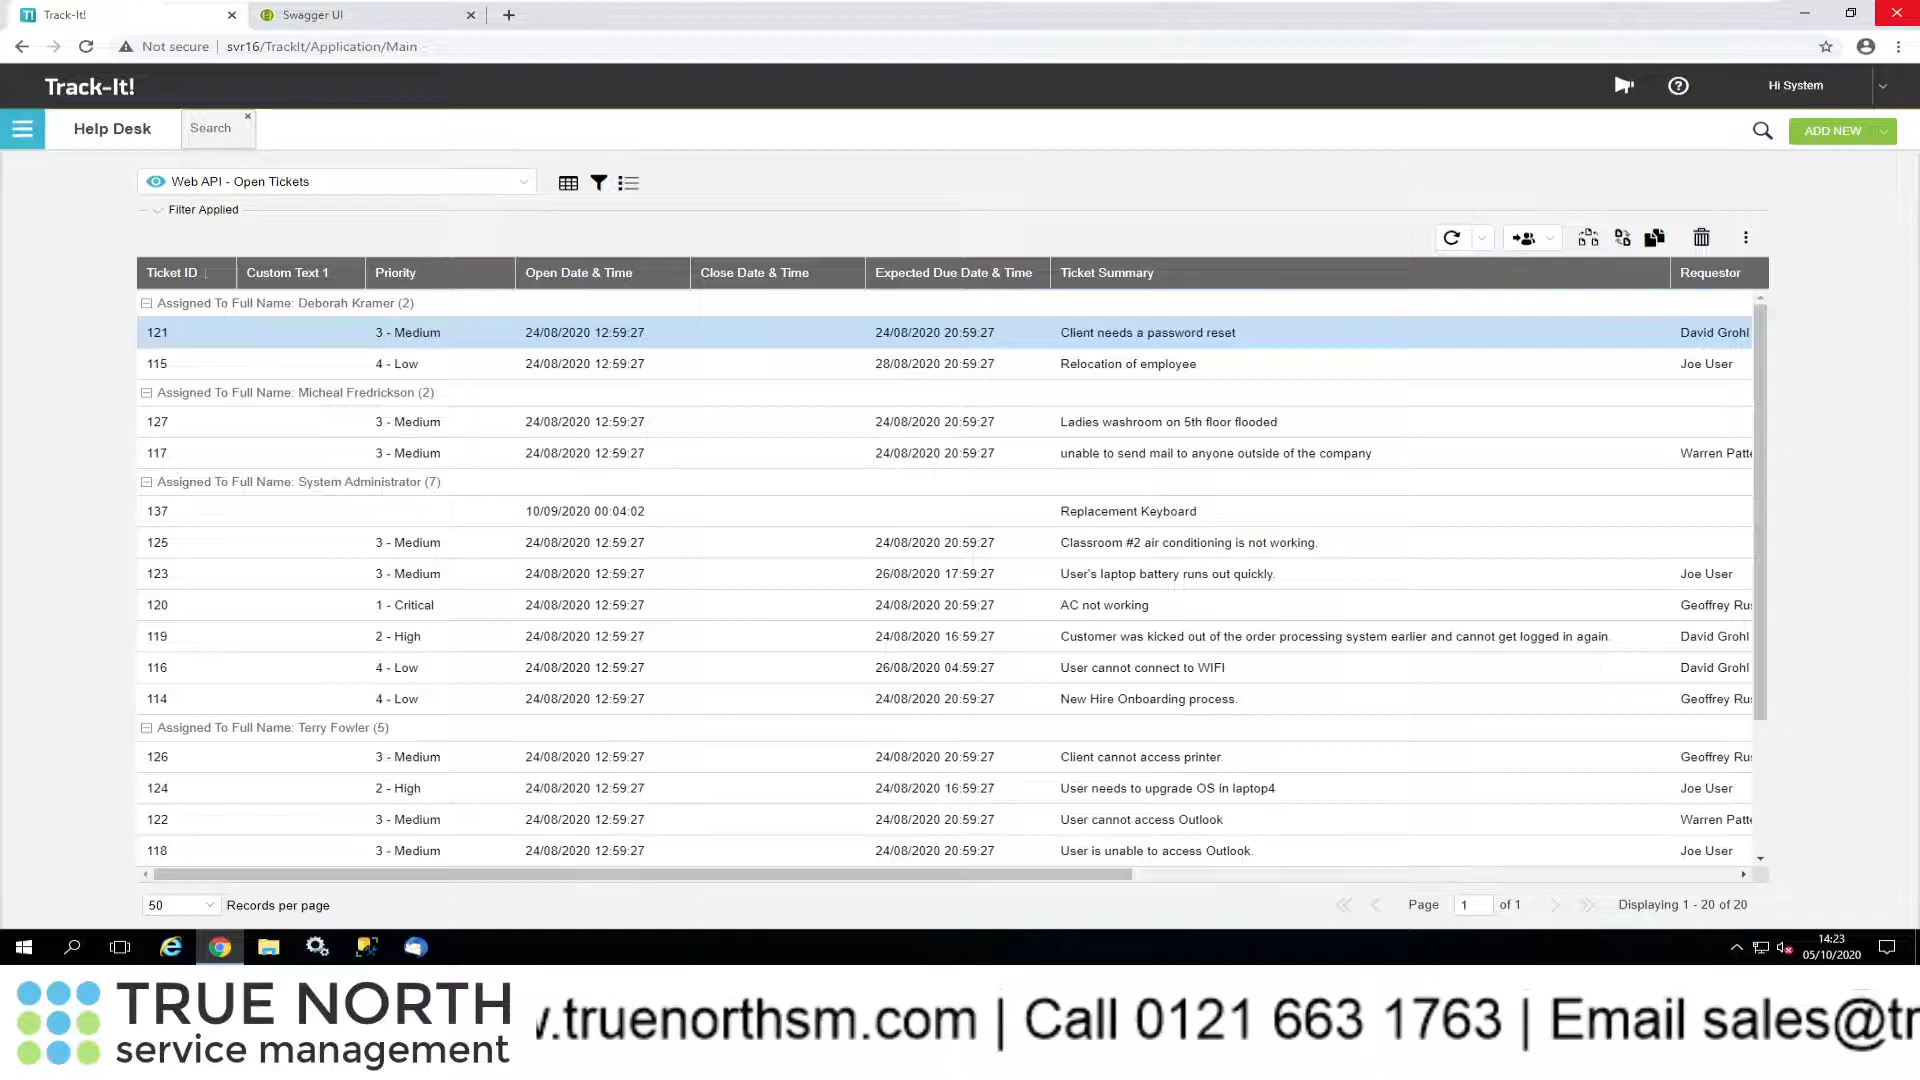 Track-It!
Swagger UI
Not secure
svr16/TrackIt/Application/Main
Track-It!
Hi System
Help Desk
Search
ADD NEW
Web API - Open Tickets
Filter Applied
Ticket ID Custom Text 1 Priority Open Date & Time Close Date & Time Expected Due Date & Time Ticket Summary Requestor
Assigned To Full Name: Deborah Kramer (2)
121 3 - Medium 24/08/2020 12:59:27 24/08/2020 20:59:27 Client needs a password reset David Grohl
115 4 - Low 24/08/2020 12:59:27 28/08/2020 20:59:27 Relocation of employee Joe User
Assigned To Full Name: Micheal Fredrickson (2)
127 3 - Medium 24/08/2020 12:59:27 24/08/2020 20:59:27 Ladies washroom on 5th floor flooded
117 3 - Medium 24/08/2020 12:59:27 24/08/2020 20:59:27 unable to send mail to anyone outside of the company Warren Patte
Assigned To Full Name: System Administrator (7)
137 10/09/2020 00:04:02 Replacement Keyboard
125 3 - Medium 24/08/2020 12:59:27 24/08/2020 20:59:27 Classroom #2 air conditioning is not working.
123 3 - Medium 24/08/2020 12:59:27 26/08/2020 17:59:27 User's laptop battery runs out quickly. Joe User
120 1 - Critical 24/08/2020 12:59:27 24/08/2020 20:59:27 AC not working Geoffrey Rus
119 2 - High 24/08/2020 12:59:27 24/08/2020 16:59:27 Customer was kicked out of the order processing system earlier and cannot get logged in again. David Grohl
116 4 - Low 24/08/2020 12:59:27 26/08/2020 04:59:27 User cannot connect to WIFI David Grohl
114 4 - Low 24/08/2020 12:59:27 24/08/2020 20:59:27 New Hire Onboarding process. Geoffrey Rus
Assigned To Full Name: Terry Fowler (5)
126 3 - Medium 24/08/2020 12:59:27 24/08/2020 20:59:27 Client cannot access printer. Geoffrey Rus
124 2 - High 24/08/2020 12:59:27 24/08/2020 16:59:27 User needs to upgrade OS in laptop4 Joe User
122 3 - Medium 24/08/2020 12:59:27 24/08/2020 20:59:27 User cannot access Outlook Warren Patte
118 3 - Medium 24/08/2020 12:59:27 24/08/2020 20:59:27 User is unable to access Outlook. Joe User
50 Records per page
Page 1 of 1
Displaying 1 - 20 of 20
14:23
05/10/2020
TRUE NORTH
service management
.truenorthsm.com | Call 0121 663 1763 | Email sales@tr